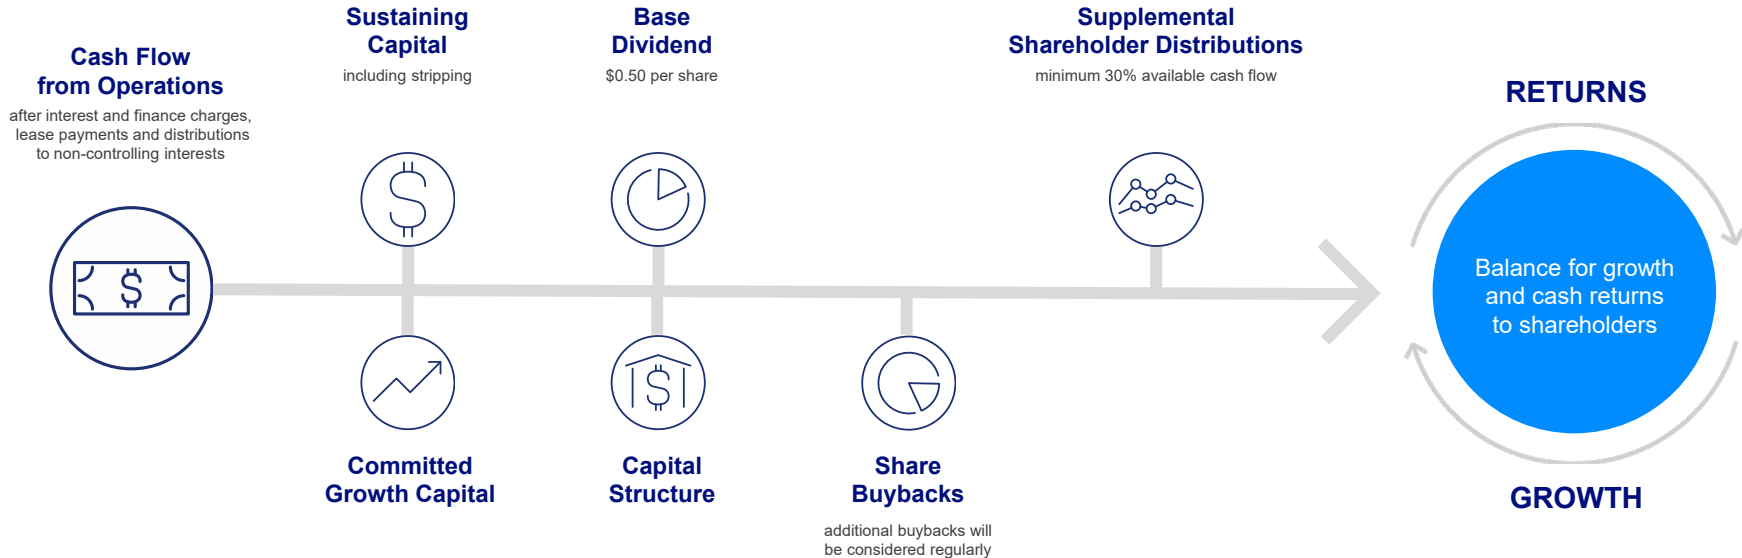 Cash Flow
from Operations
after interest and finance charges,
lease payments and distributions
to non-controlling interests
$
Sustaining
Capital
including stripping
$
Committed
Growth Capital
Base
Dividend
$0.50 per share
$
Capital
Structure
Share
Buybacks
additional buybacks will
be considered regularly
Supplemental
Shareholder Distributions
minimum 30% available cash flow
RETURNS
Balance for growth
and cash returns
to shareholders
GROWTH